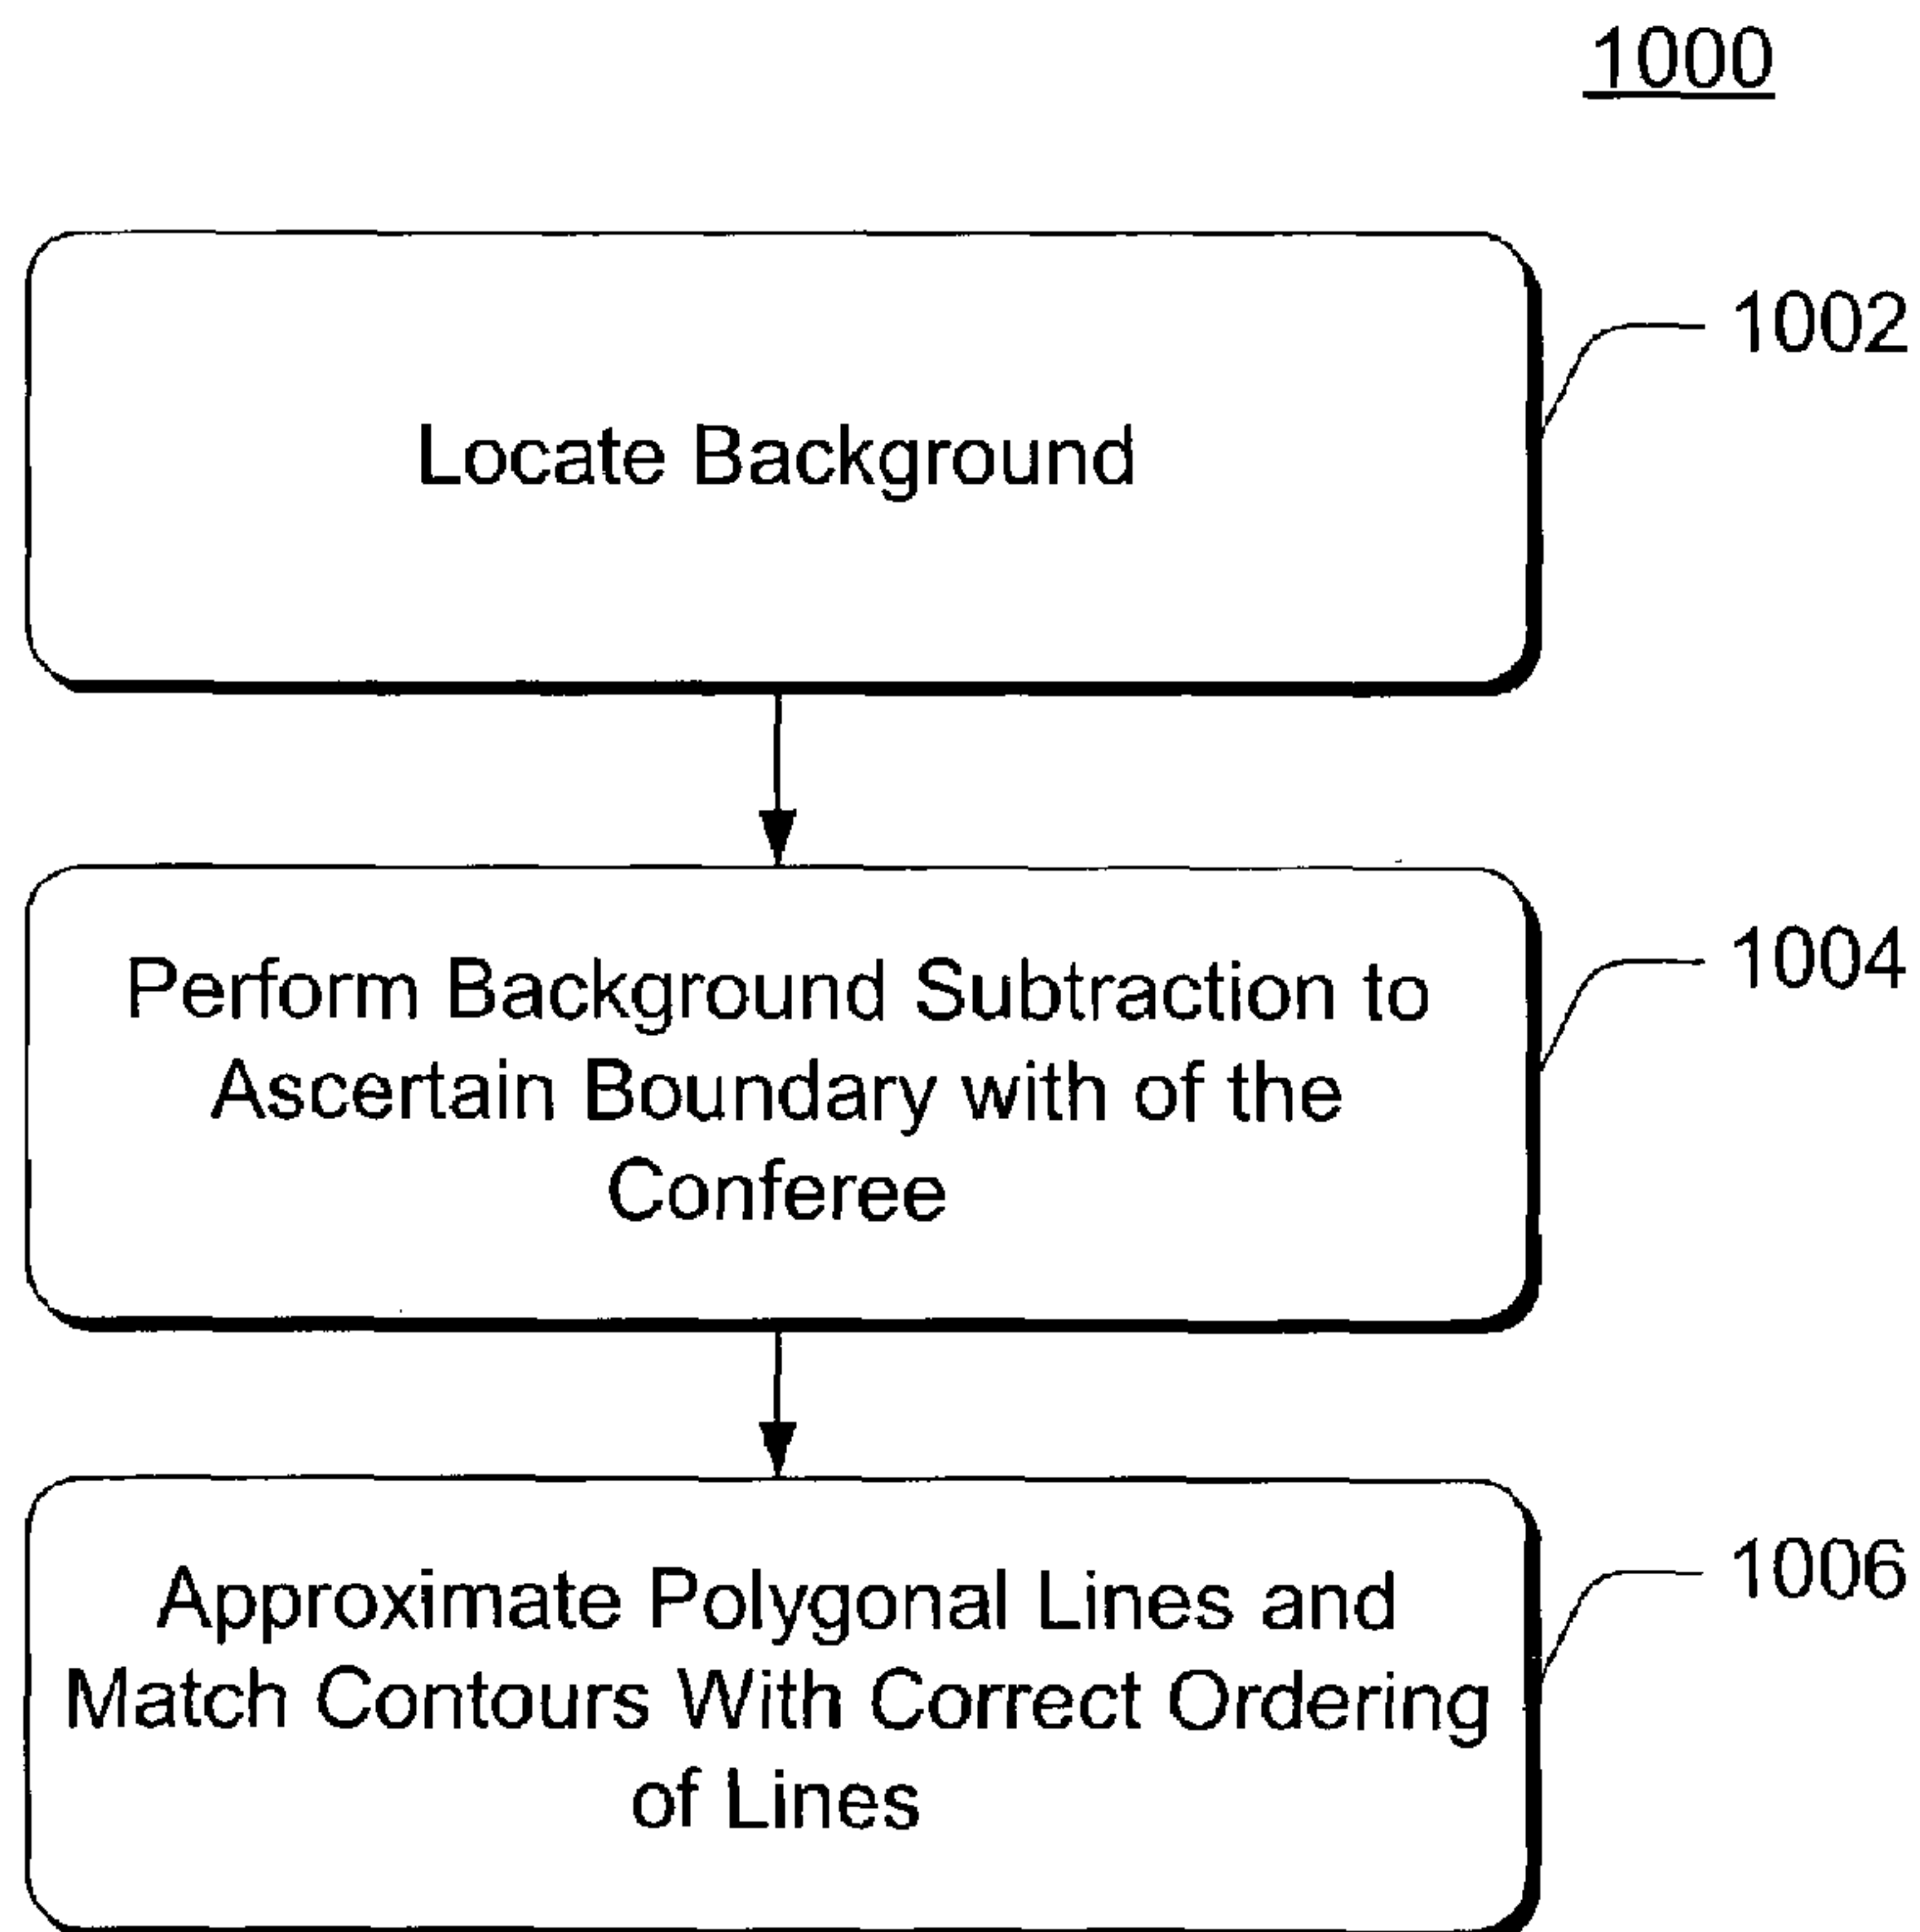 1000
Locate Background
1002
Perform Background Subtraction to
Ascertain Boundary with of the
Conferee
1004
Approximate Polygonal Lines and
Match Contours With Correct Ordering
of Lines
1006